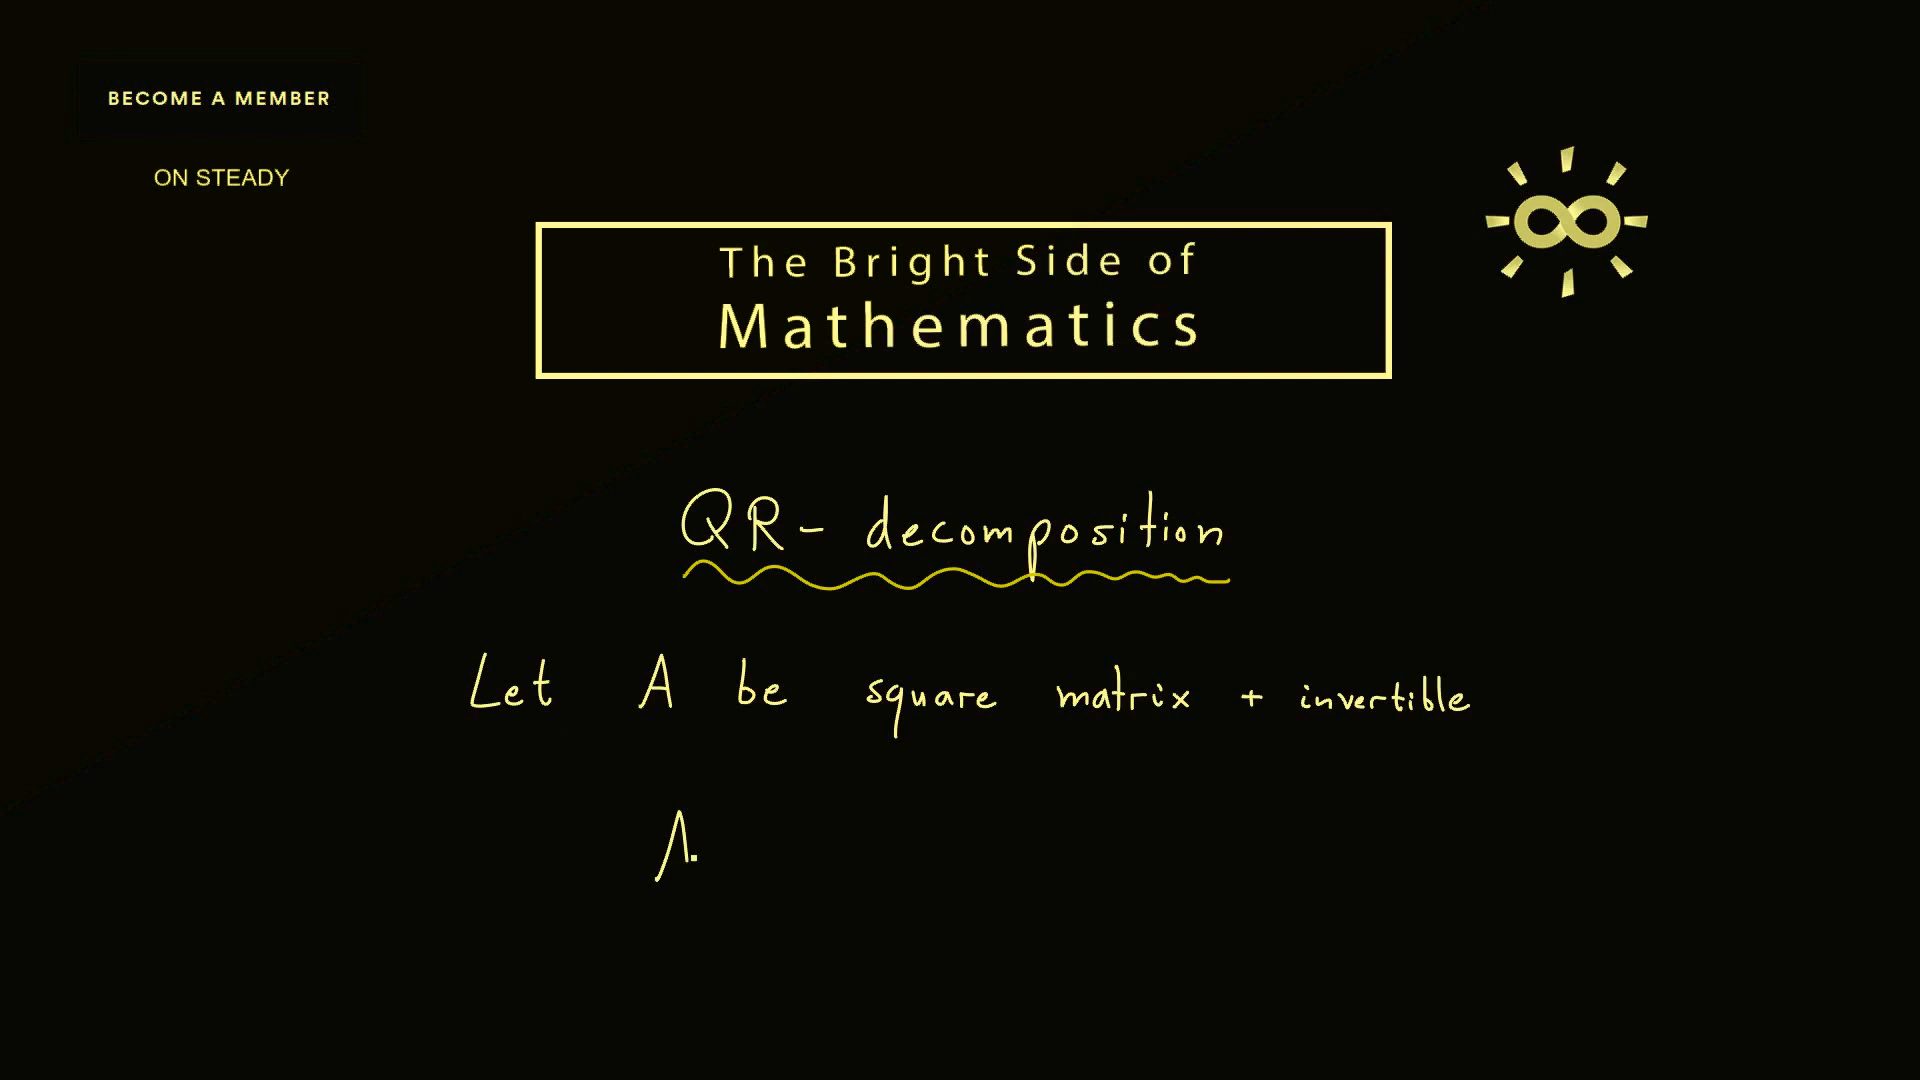 BECOME A MEMBER
ON STEADY
The Bright Side of
Mathematics
QR- decomposition
Let A be square matrix + invertible